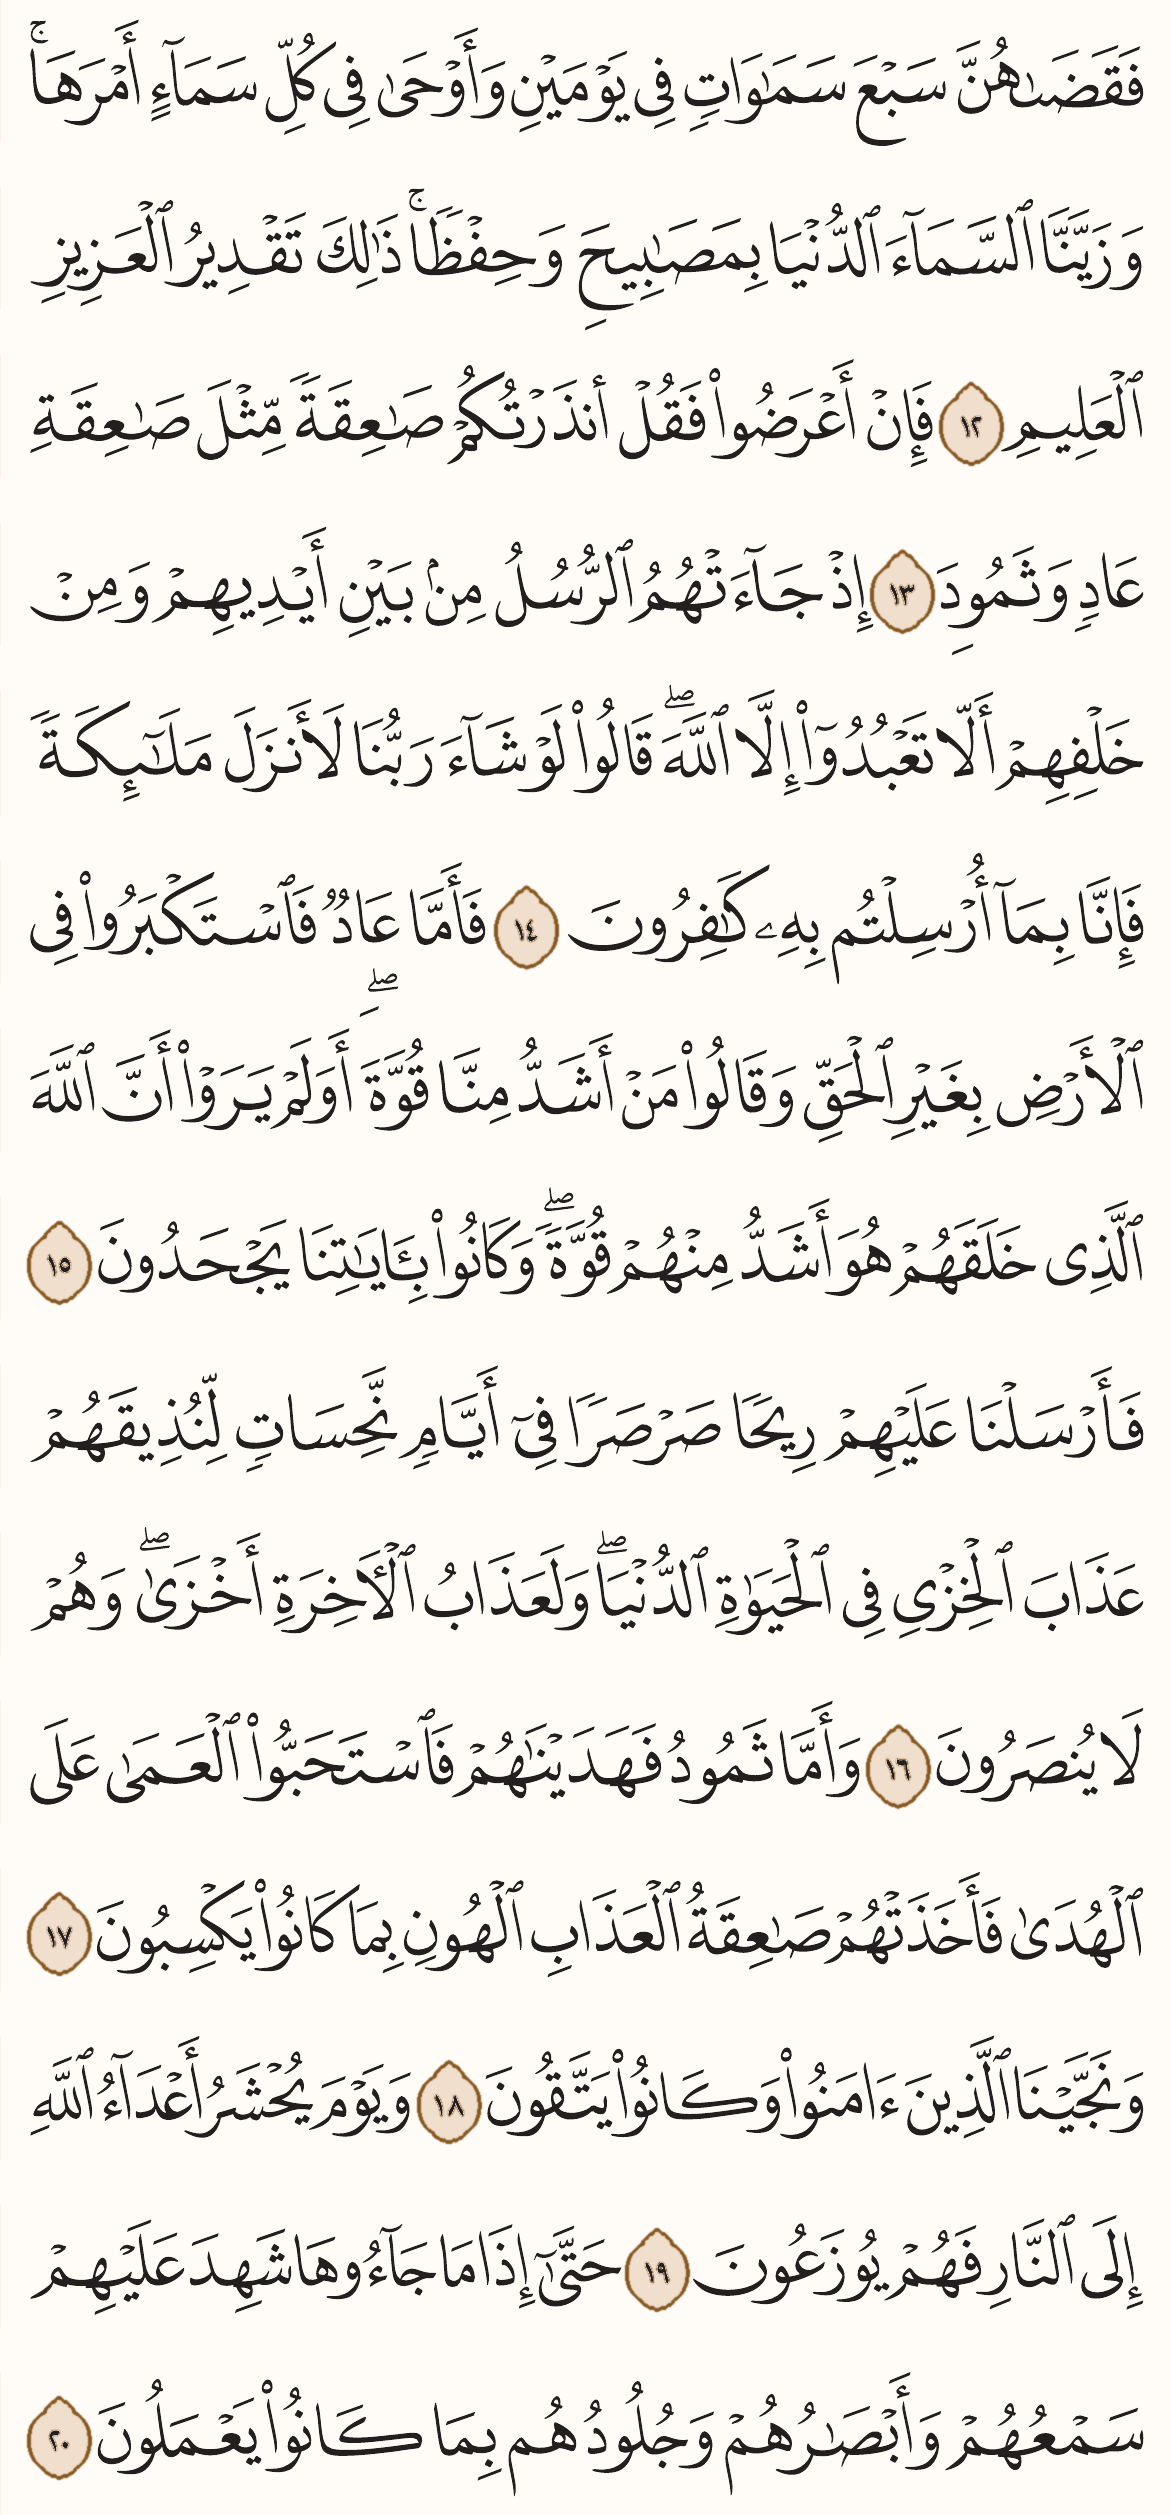 فَقَضَىٰهُنَّ سَبْعَ سَمَٰوَاتٍ فِى يَوْمَيْنِ وَأَوْحَىٰ فِى كُلِّ سَمَآءٍ أَمْرَهَا ۚ
وَزَيَّنَّا ٱلسَّمَآءَ ٱلدُّنْيَا بِمَصَٰبِيحَ وَحِفْظًا ۚ ذَٰلِكَ تَقْدِيرُ ٱلْعَزِيزِ
ٱلْعَلِيمِ ١٢ فَإِنْ أَعْرَضُوا۟ فَقُلْ أَنذَرْتُكُمْ صَٰعِقَةً مِّثْلَ صَٰعِقَةِ
عَادٍ وَثَمُودَ ١٣ إِذْ جَآءَتْهُمُ ٱلرُّسُلُ مِنۢ بَيْنِ أَيْدِيهِمْ وَمِنْ
خَلْفِهِمْ أَلَّا تَعْبُدُوٓا۟ إِلَّا ٱللَّهَ ۖ قَالُوا۟ لَوْ شَآءَ رَبُّنَا لَأَنزَلَ مَلَٰٓئِكَةً
فَإِنَّا بِمَآ أُرْسِلْتُم بِهِۦ كَٰفِرُونَ ١٤ فَأَمَّا عَادٌ فَٱسْتَكْبَرُوا۟ فِى
ٱلْأَرْضِ بِغَيْرِ ٱلْحَقِّ وَقَالُوا۟ مَنْ أَشَدُّ مِنَّا قُوَّةً ۖ أَوَلَمْ يَرَوْا۟ أَنَّ ٱللَّهَ
ٱلَّذِى خَلَقَهُمْ هُوَ أَشَدُّ مِنْهُمْ قُوَّةً ۖ وَكَانُوا۟ بِـَٔايَٰتِنَا يَجْحَدُونَ ١٥
فَأَرْسَلْنَا عَلَيْهِمْ رِيحًا صَرْصَرًا فِىٓ أَيَّامٍ نَّحِسَاتٍ لِّنُذِيقَهُمْ
عَذَابَ ٱلْخِزْىِ فِى ٱلْحَيَوٰةِ ٱلدُّنْيَا ۖ وَلَعَذَابُ ٱلْـَٔاخِرَةِ أَخْزَىٰ ۖ وَهُمْ
لَا يُنصَرُونَ ١٦ وَأَمَّا ثَمُودُ فَهَدَيْنَٰهُمْ فَٱسْتَحَبُّوا۟ ٱلْعَمَىٰ عَلَى
ٱلْهُدَىٰ فَأَخَذَتْهُمْ صَٰعِقَةُ ٱلْعَذَابِ ٱلْهُونِ بِمَا كَانُوا۟ يَكْسِبُونَ ١٧
وَنَجَّيْنَا ٱلَّذِينَ ءَامَنُوا۟ وَكَانُوا۟ يَتَّقُونَ ١٨ وَيَوْمَ يُحْشَرُ أَعْدَآءُ ٱللَّهِ
إِلَى ٱلنَّارِ فَهُمْ يُوزَعُونَ ١٩ حَتَّىٰٓ إِذَا مَا جَآءُوهَا شَهِدَ عَلَيْهِمْ
سَمْعُهُمْ وَأَبْصَٰرُهُمْ وَجُلُودُهُم بِمَا كَانُوا۟ يَعْمَلُونَ ٢٠